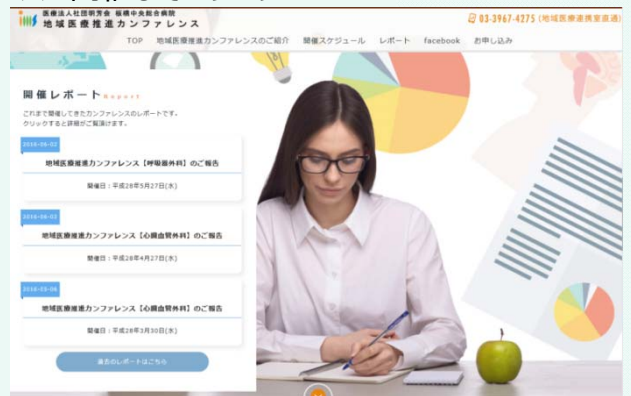 医療法人社団明芳会 板橋中央総合病院
地域医療推進カンファレンス
03-3967-4275 (地域医療連携室直通)
TOP 地域医療推進カンファレンスのご紹介 開催スケジュール レポート facebook お申し込み
開催レポート Report
これまで開催してきたカンファレンスのレポートです。
クリックすると詳細がご覧頂けます。
2016-06-02
地域医療推進カンファレンス【呼吸器外科】のご報告
開催日：平成28年5月27日(水)
2016-06-02
地域医療推進カンファレンス【心臓血管外科】のご報告
開催日：平成28年4月27日(水)
2016-05-06
地域医療推進カンファレンス【心臓血管外科】のご報告
開催日：平成28年3月30日(水)
過去のレポートはこちら